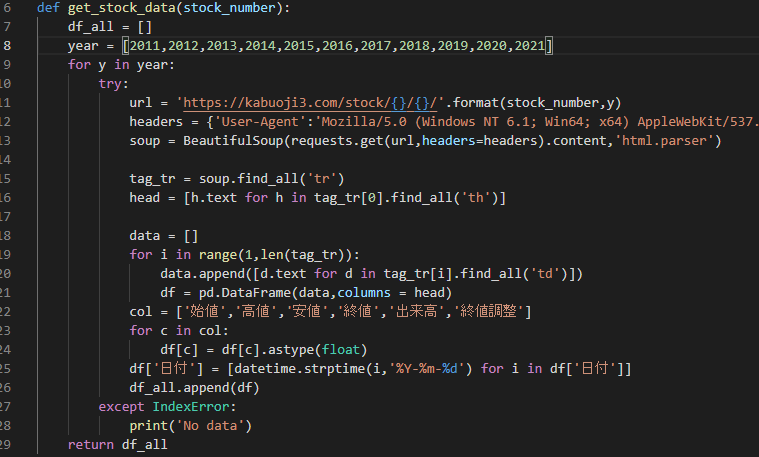 6 def get_stock_data(stock_number):
7     df_all = []
8     year = [2011,2012,2013,2014,2015,2016,2017,2018,2019,2020,2021]
9     for y in year:
10         try:
11             url = 'https://kabuoji3.com/stock/{}/{}/'.format(stock_number,y)
12             headers = {'User-Agent':'Mozilla/5.0 (Windows NT 6.1; Win64; x64) AppleWebKit/537.
13             soup = BeautifulSoup(requests.get(url,headers=headers).content,'html.parser')
14
15             tag_tr = soup.find_all('tr')
16             head = [h.text for h in tag_tr[0].find_all('th')]
17
18             data = []
19             for i in range(1,len(tag_tr)):
20                 data.append([d.text for d in tag_tr[i].find_all('td')])
21                 df = pd.DataFrame(data,columns = head)
22             col = ['始値','高値','安値','終値','出来高','終値調整']
23             for c in col:
24                 df[c] = df[c].astype(float)
25             df['日付'] = [datetime.strptime(i,'%Y-%m-%d') for i in df['日付']]
26             df_all.append(df)
27         except IndexError:
28             print('No data')
29     return df_all